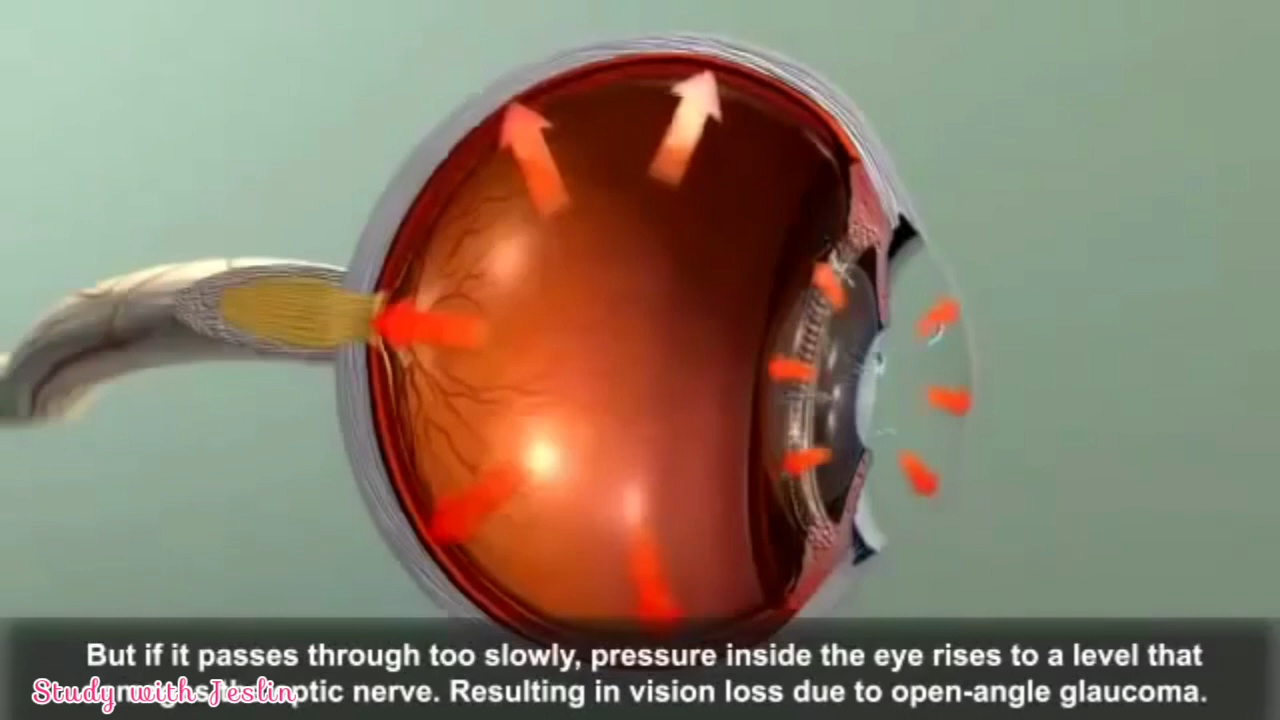 But if it passes through too slowly, pressure inside the eye rises to a level that
optic nerve. Resulting in vision loss due to open-angle glaucoma.
Study with Jeslin